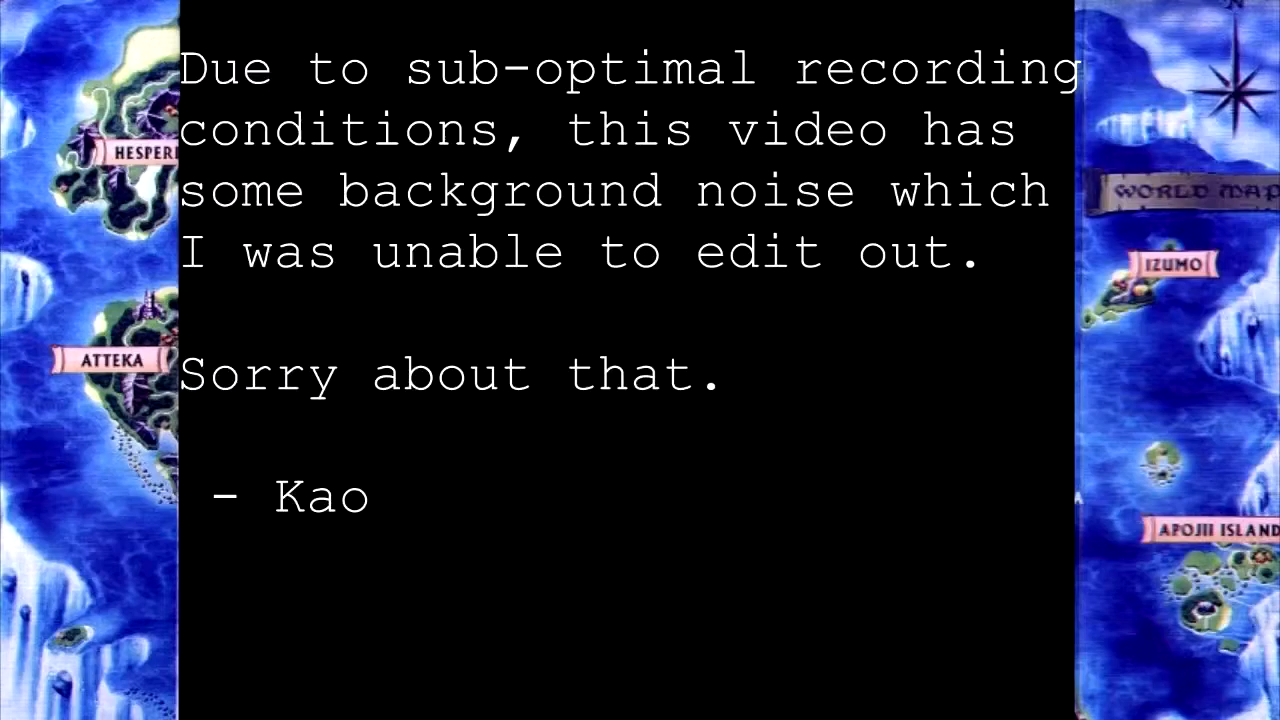 Due to sub-optimal recording
conditions, this video has
some background noise which
I was unable to edit out.
Sorry about that.
- Kao
HESPERI
ATTEKA
N
WORLD MAP
IZUMO
APOJII ISLAND